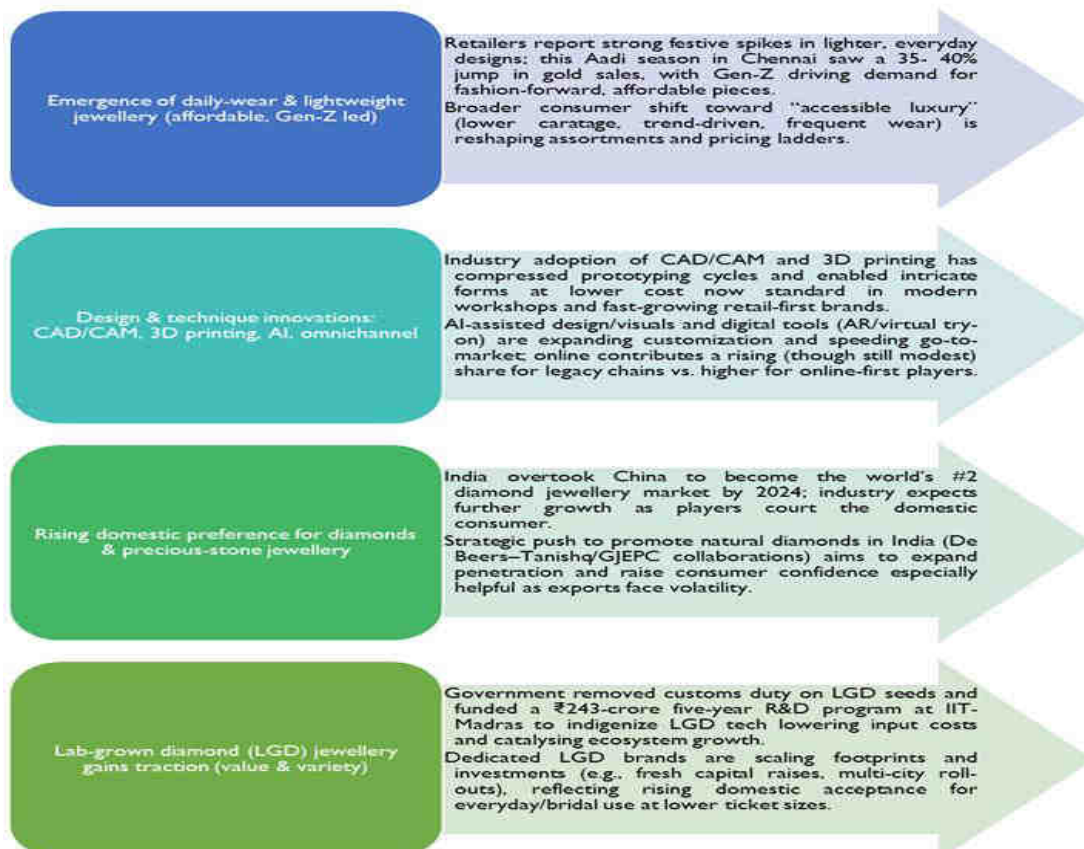 Emergence of daily-wear & lightweight
jewellery (affordable, Gen-Z led)
Retailers report strong festive spikes in lighter, everyday
designs; this Aadi season in Chennai saw a 35- 40%
jump in gold sales, with Gen-Z driving demand for
fashion-forward, affordable pieces.
Broader consumer shift toward "accessible luxury"
(lower caratage, trend-driven, frequent wear) is
reshaping assortments and pricing ladders.
Design & technique innovations:
CAD/CAM, 3D printing, AI, omnichannel
Industry adoption of CAD/CAM and 3D printing has
compressed prototyping cycles and enabled intricate
forms at lower cost now standard in modern
workshops and fast-growing retail-first brands.
AI-assisted design/visuals and digital tools (AR/virtual try-
on) are expanding customization and speeding go-to-
market; online contributes a rising (though still modest)
share for legacy chains vs. higher for online-first players.
Rising domestic preference for diamonds
& precious-stone jewellery
India overtook China to become the world's #2
diamond jewellery market by 2024; industry expects
further growth as players court the domestic
consumer.
Strategic push to promote natural diamonds in India (De
Beers–Tanishq/GJEPC collaborations) aims to expand
penetration and raise consumer confidence especially
helpful as exports face volatility.
Lab-grown diamond (LGD) jewellery
gains traction (value & variety)
Government removed customs duty on LGD seeds and
funded a ₹243-crore five-year R&D program at IIT-
Madras to indigenize LGD tech lowering input costs
and catalysing ecosystem growth.
Dedicated LGD brands are scaling footprints and
investments (e.g., fresh capital raises, multi-city roll-
outs), reflecting rising domestic acceptance for
everyday/bridal use at lower ticket sizes.